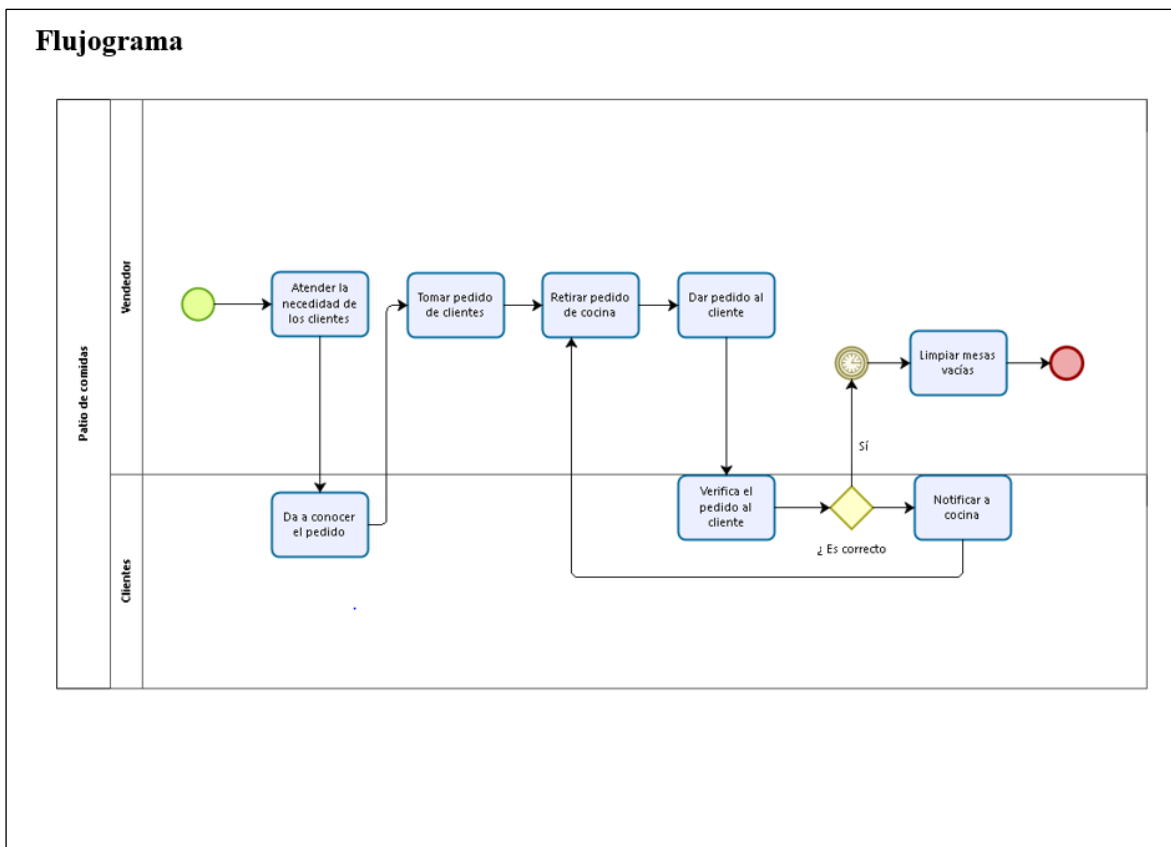 Flujograma
Patio de comidas
Vendedor
Atender la
necedidad de
los clientes
Tomar pedido
de clientes
Retirar pedido
de cocina
Dar pedido al
cliente
Limpiar mesas
vacías
Sí
Clientes
Da a conocer
el pedido
Verifica el
pedido al
cliente
¿ Es correcto
Notificar a
cocina